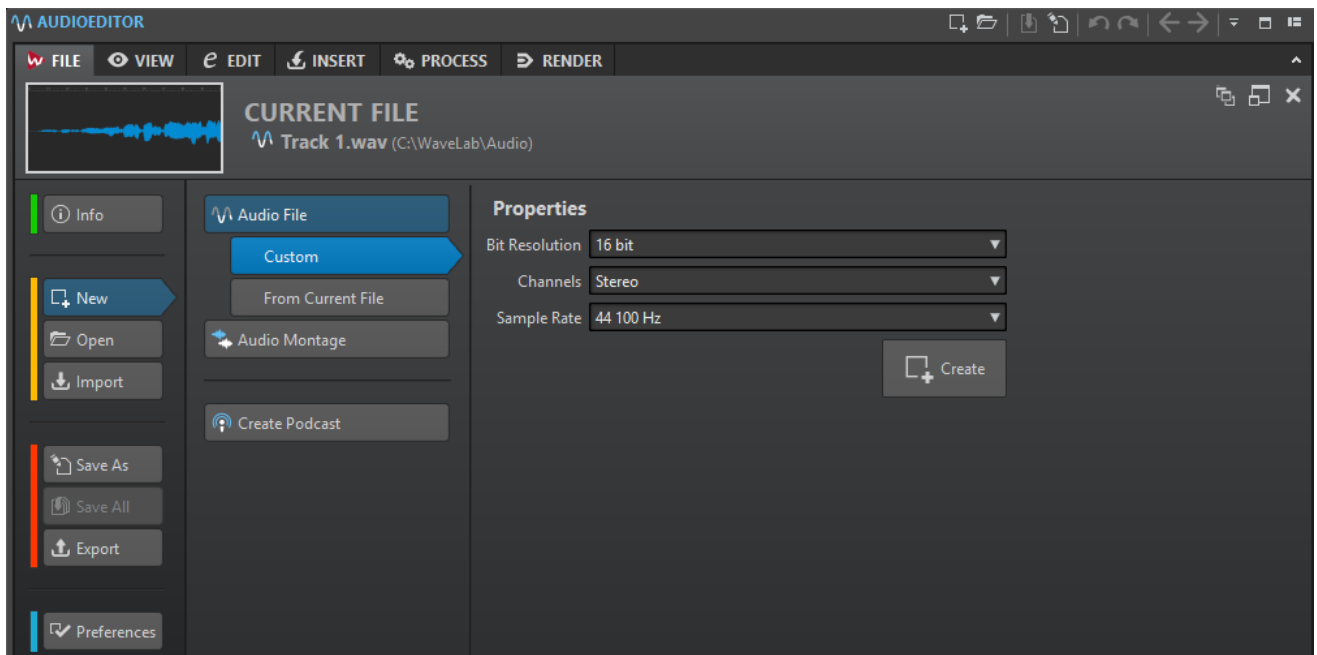 AUDIOEDITOR
FILE VIEW EDIT INSERT PROCESS RENDER
CURRENT FILE
Track 1.wav (C:\WaveLab\Audio)
Info
New
Open
Import
Save As
Save All
Export
Preferences
Audio File
Custom
From Current File
Audio Montage
Create Podcast
Properties
Bit Resolution 16 bit
Channels Stereo
Sample Rate 44 100 Hz
Create